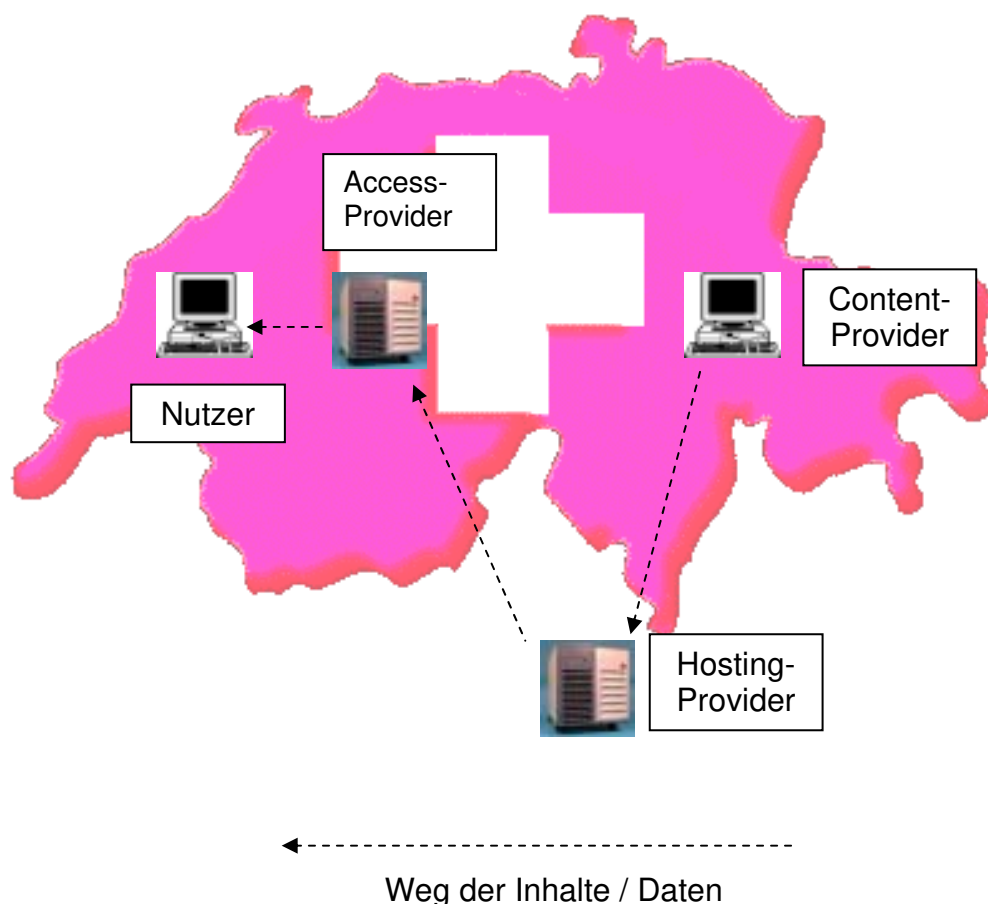 Access-
Provider
Content-
Provider
Nutzer
Hosting-
Provider
Weg der Inhalte / Daten